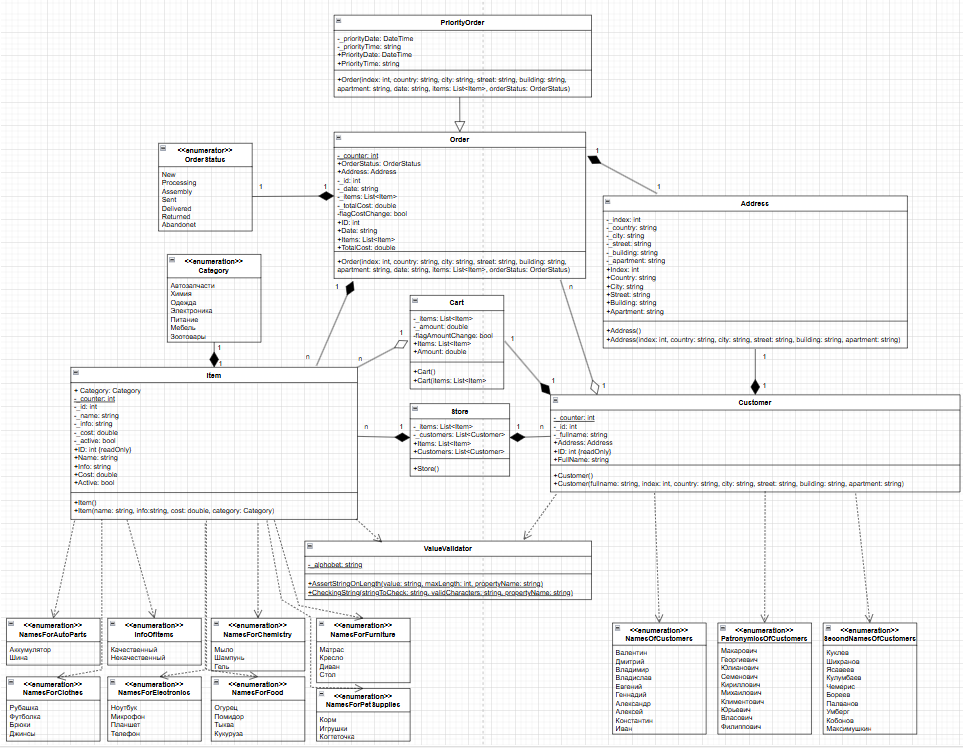 PriorityOrder
-_priorityDate: DateTime
-_priorityTime: string
+PriorityDate: DateTime
+PriorityTime: string
+Order(index: int, country: string, city: string, street: string, building: string,
apartment: string, date: string, items: List<Item>, orderStatus: OrderStatus)
<<enumerator>>
OrderStatus
New
Processing
Assembly
Sent
Delivered
Returned
Abandonet
1
1
Order
-_counter: int
+OrderStatus: OrderStatus
+Address: Address
-_id: int
-_date: string
-_items: List<Item>
-_totalCost: double
-flagCostChange: bool
+ID: int
+Date: string
+Items: List<Item>
+TotalCost: double
+Order(index: int, country: string, city: string, street: string, building: string,
apartment: string, date: string, items: List<Item>, orderStatus: OrderStatus)
1
1
Address
-_index: int
-_country: string
-_city: string
-_street: string
-_building: string
-_apartment: string
+Index: int
+Country: string
+City: string
+Street: string
+Building: string
+Apartment: string
+Address()
+Address(index: int, country: string, city: string, street: string, building: string, apartment: string)
<<enumeration>>
Category
Автозапчасти
Химия
Одежда
Электроника
Питание
Мебель
Зоотовары
1
1
1
n
n
1
Cart
-_items: List<Item>
-_amount: double
-flagAmountChange: bool
+Items: List<Item>
+Amount: double
+Cart()
+Cart(items: List<Item>)
1
1
n
1
1
1
Item
+ Category: Category
-_counter: int
-_id: int
-_name: string
-_info: string
-_cost: double
-_active: bool
+ID: int {readOnly}
+Name: string
+Info: string
+Cost: double
+Active: bool
+Item()
+Item(name: string, info:string, cost: double, category: Category)
n
1
Store
-_items: List<Item>
-_customers: List<Customer>
+Items: List<Item>
+Customers: List<Customer>
+Store()
1
n
Customer
-_counter: int
-_id: int
-_fullname: string
+Address: Address
+ID: int {readOnly}
+FullName: string
+Customer()
+Customer(fullname: string, index: int, country: string, city: string, street: string, building: string, apartment: string)
ValueValidator
-_alphobet: string
+AssertStringOnLength(value: string, maxLength: int, propertyName: string)
+CheckingString(stringToCheck: string, validCharacters: string, propertyName: string)
<<enumeration>>
NamesForAutoParts
Аккумулятор
Шина
<<enumeration>>
InfoOfItems
Качественный
Некачественный
<<enumeration>>
NamesForChemistry
Мыло
Шампунь
Гель
<<enumeration>>
NamesForFurniture
Матрас
Кресло
Диван
Стол
<<enumeration>>
NamesForClothes
Рубашка
Футболка
Брюки
Джинсы
<<enumeration>>
NamesForElectronics
Ноутбук
Микрофон
Планшет
Телефон
<<enumeration>>
NamesForFood
Огурец
Помидор
Тыква
Кукуруза
<<enumeration>>
NamesForPetSupplies
Корм
Игрушки
Когтеточка
<<enumeration>>
NamesOfCustomers
Валентин
Дмитрий
Владимир
Владислав
Евгений
Геннадий
Александр
Алексей
Константин
Иван
<<enumeration>>
PatronymicsOfCustomers
Макарович
Георгиевич
Юлианович
Семенович
Кириллович
Михаилович
Климентович
Юрьевич
Власович
Филиппович
<<enumeration>>
SecondNamesOfCustomers
Куклев
Шихранов
Ясавеев
Кулумбаев
Чемерис
Бореев
Палванов
Умберг
Кобонов
Максимушкин